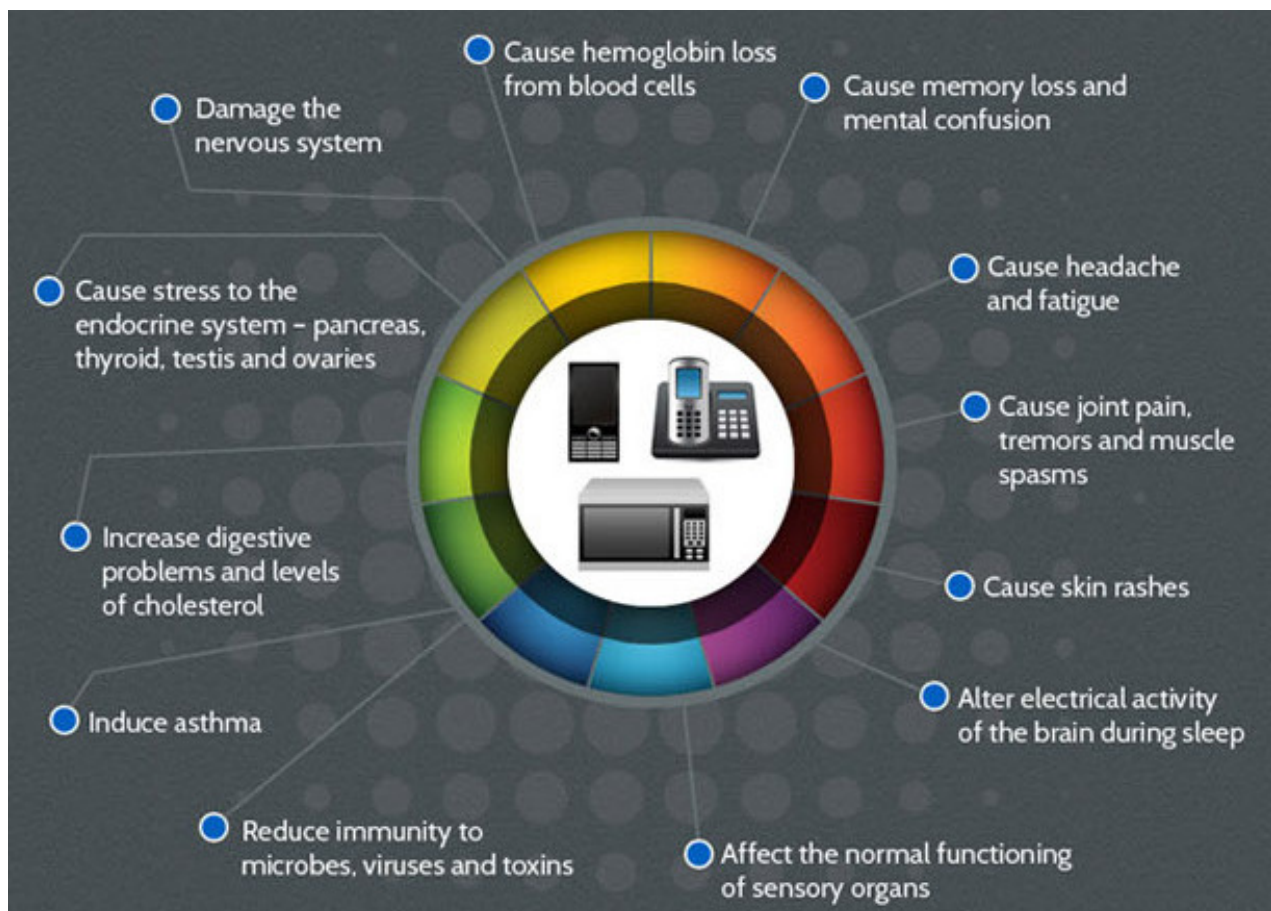 Cause hemoglobin loss
from blood cells
Cause memory loss and
mental confusion
Cause headache
and fatigue
Cause joint pain,
tremors and muscle
spasms
Cause skin rashes
Alter electrical activity
of the brain during sleep
Affect the normal functioning
of sensory organs
Reduce immunity to
microbes, viruses and toxins
Induce asthma
Increase digestive
problems and levels
of cholesterol
Cause stress to the
endocrine system – pancreas,
thyroid, testis and ovaries
Damage the
nervous system